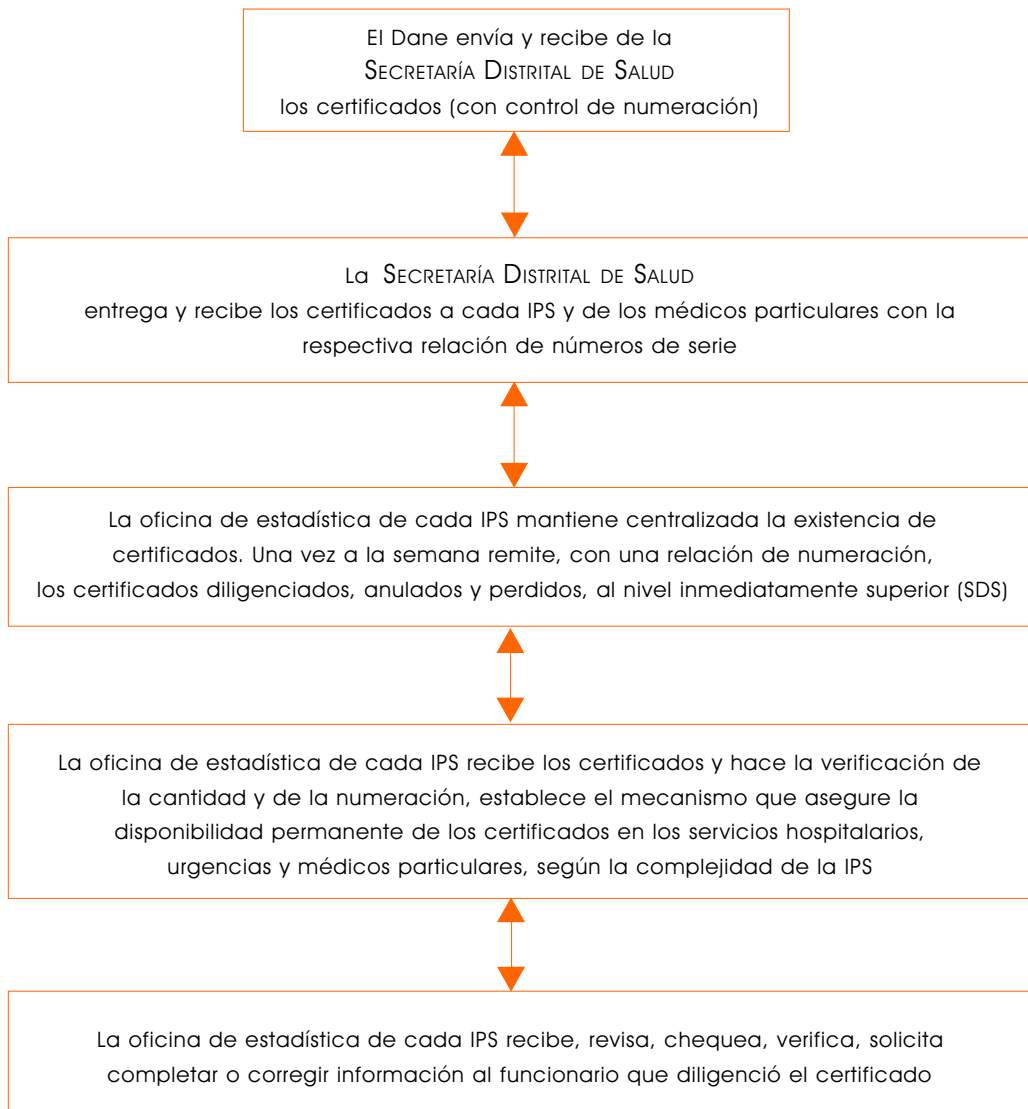 El Dane envía y recibe de la
SECRETARÍA DISTRITAL DE SALUD
los certificados (con control de numeración)
La SECRETARÍA DISTRITAL DE SALUD
entrega y recibe los certificados a cada IPS y de los médicos particulares con la
respectiva relación de números de serie
La oficina de estadística de cada IPS mantiene centralizada la existencia de
certificados. Una vez a la semana remite, con una relación de numeración,
los certificados diligenciados, anulados y perdidos, al nivel inmediatamente superior (SDS)
La oficina de estadística de cada IPS recibe los certificados y hace la verificación de
la cantidad y de la numeración, establece el mecanismo que asegure la
disponibilidad permanente de los certificados en los servicios hospitalarios,
urgencias y médicos particulares, según la complejidad de la IPS
La oficina de estadística de cada IPS recibe, revisa, chequea, verifica, solicita
completar o corregir información al funcionario que diligenció el certificado